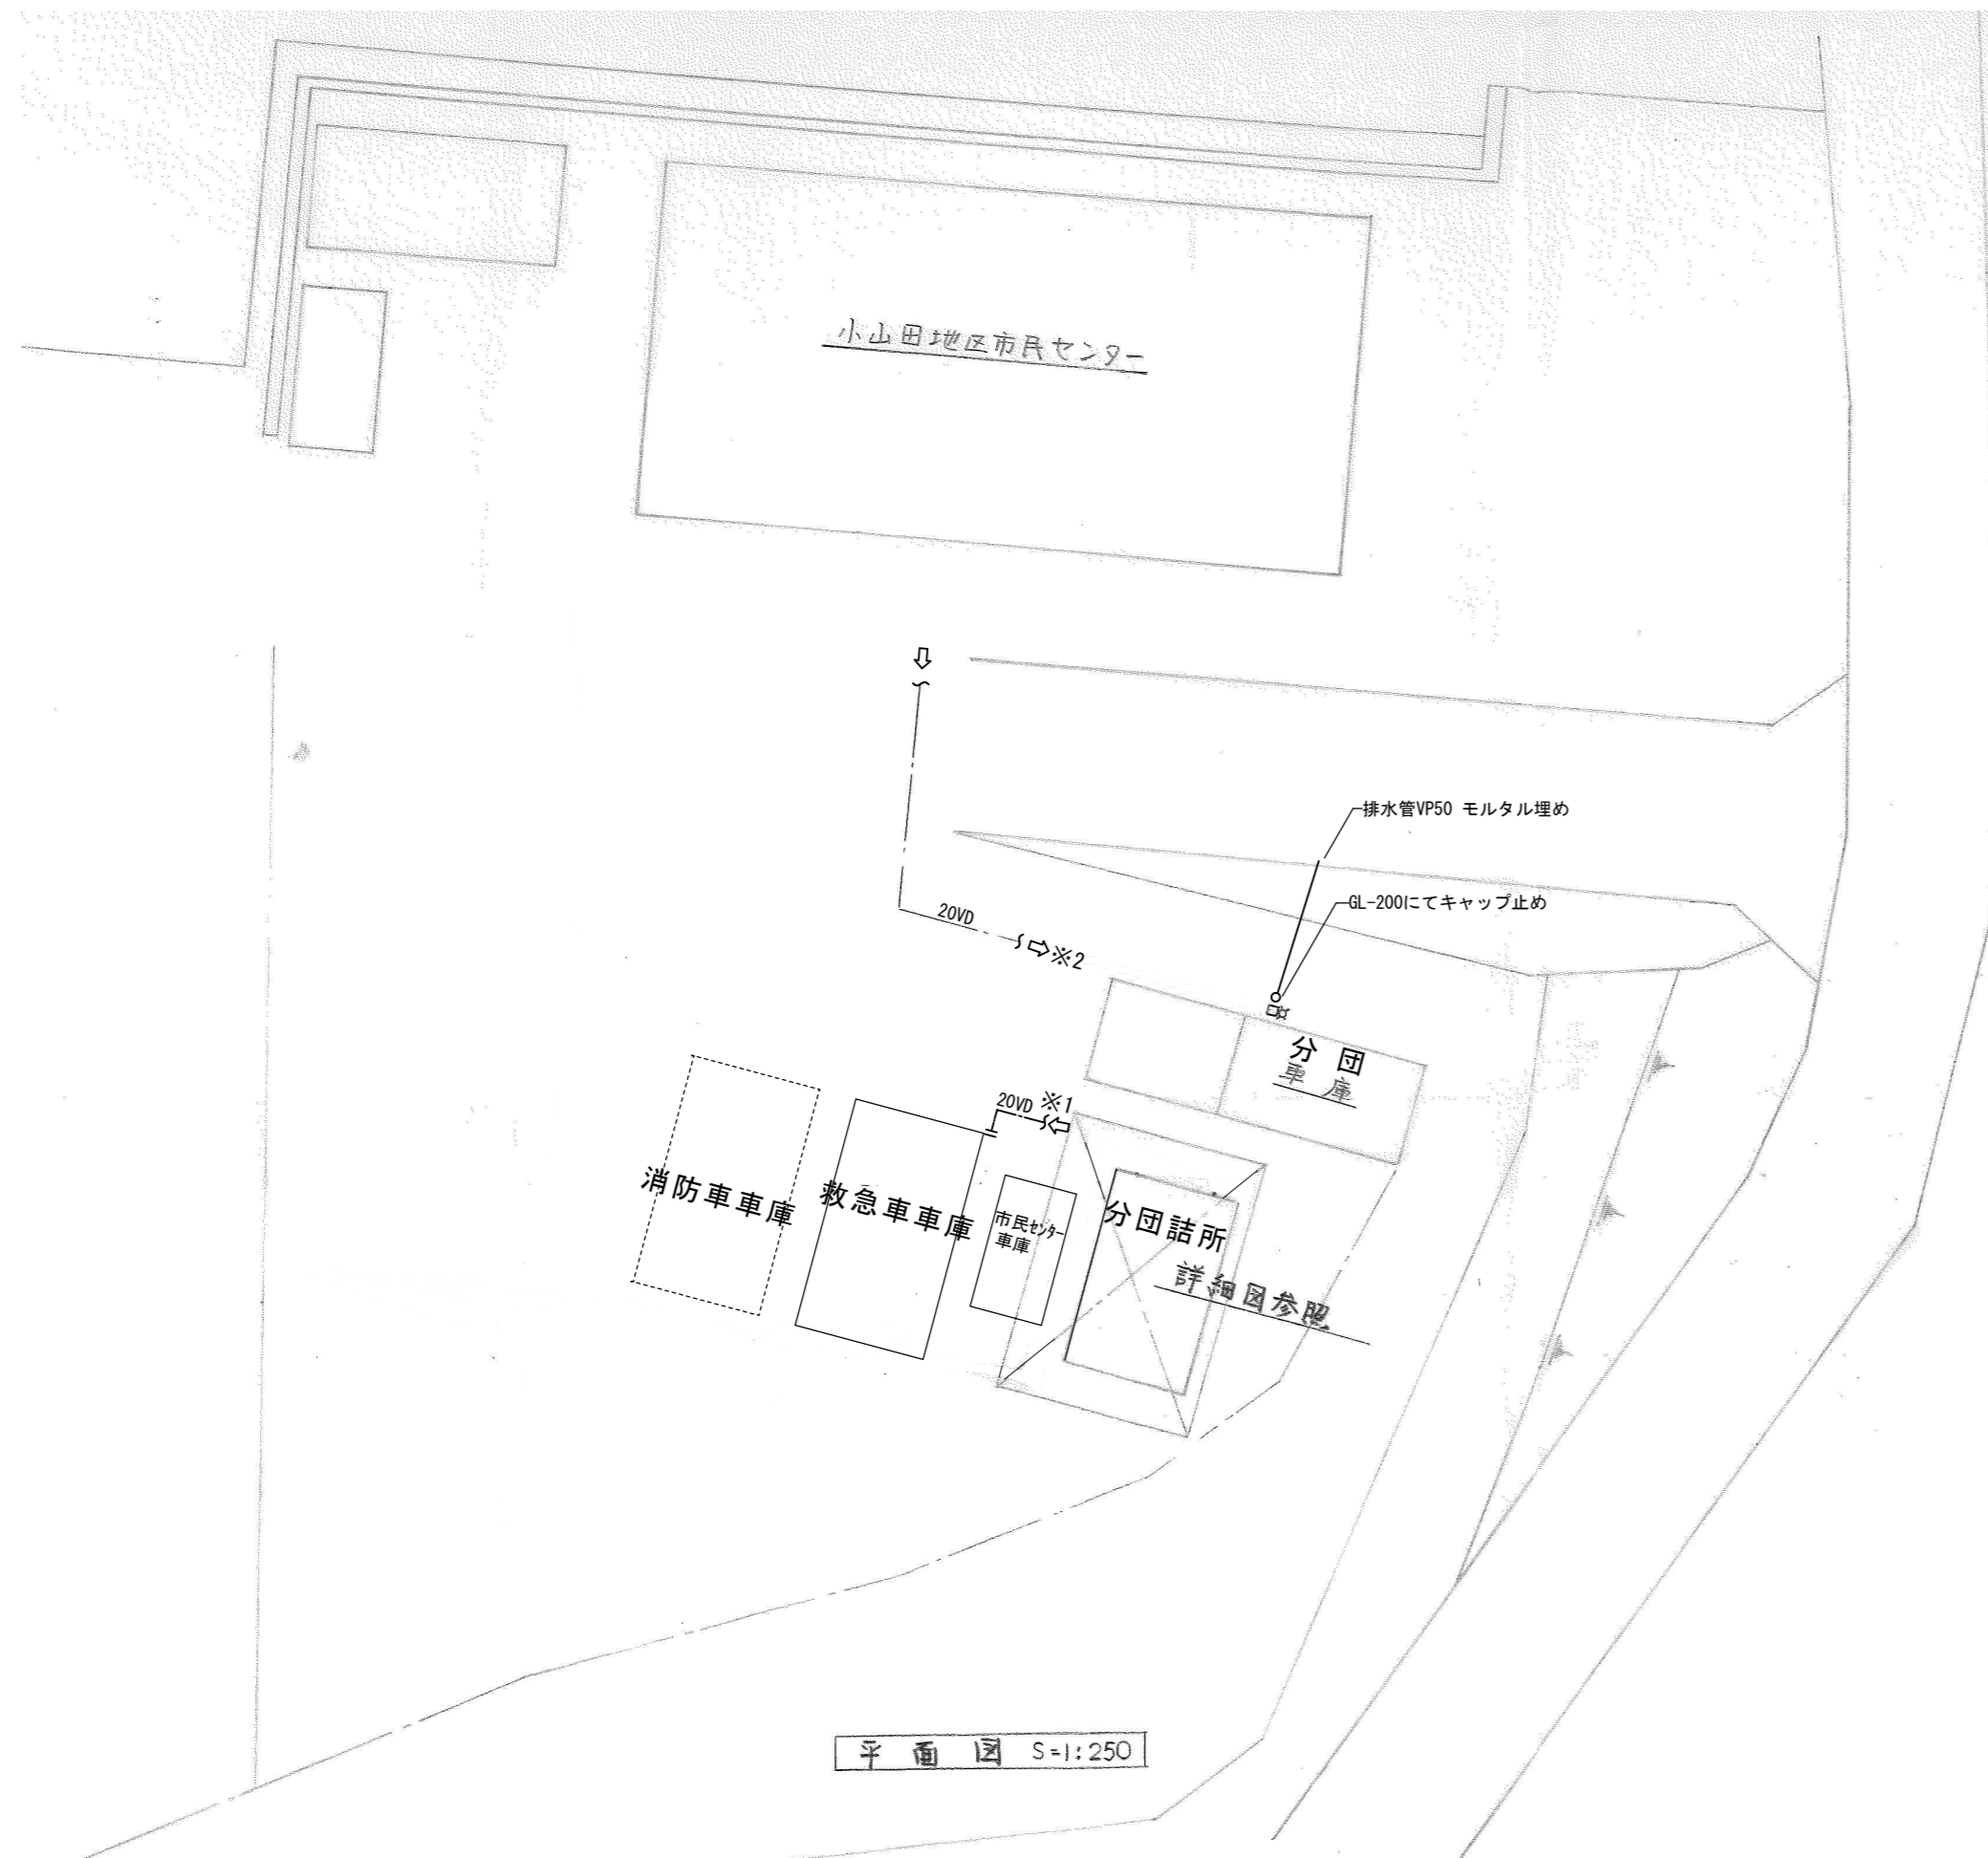 小山田地区市民センター
排水管VP50 モルタル埋め
GL-200にてキャップ止め
20VD
※2
分団
車庫
20VD ※1
消防車車庫
救急車車庫
市民センター
車庫
分団詰所
詳細図参照
平面図 S=1:250